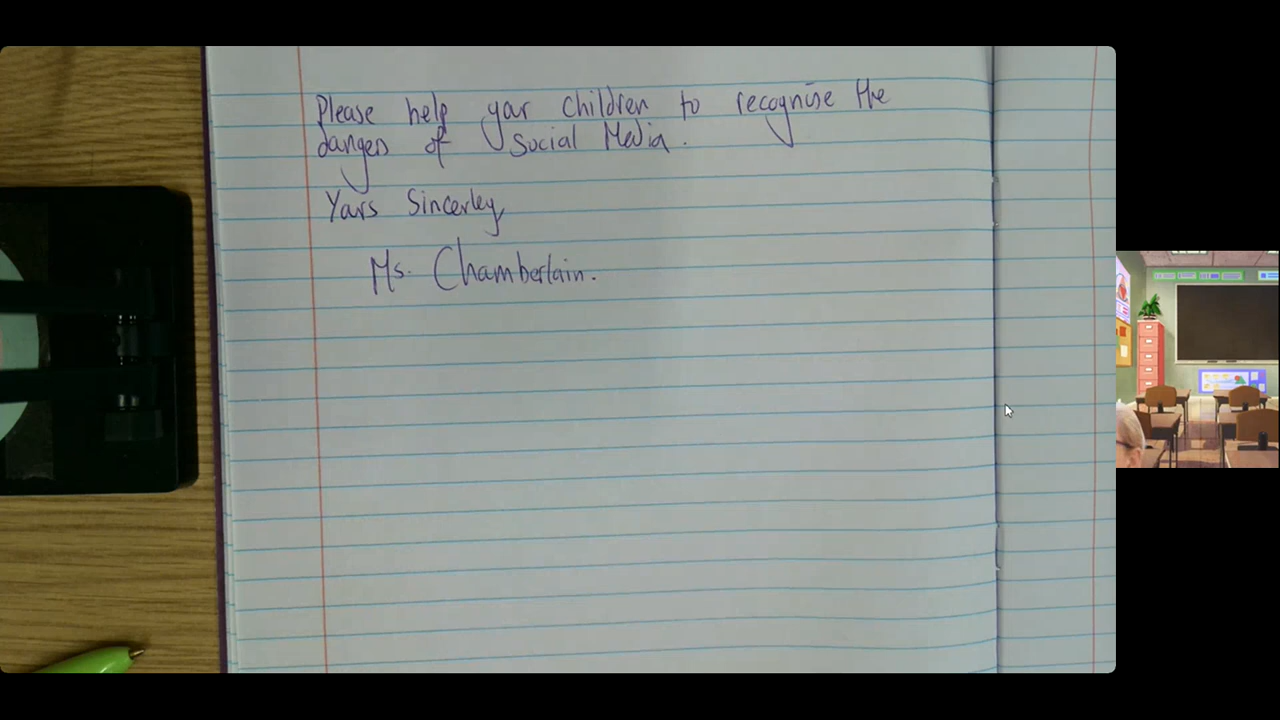 Please help your children to recognise the
dangers of Social Media.
Yours Sincerley
Ms. Chamberlain.